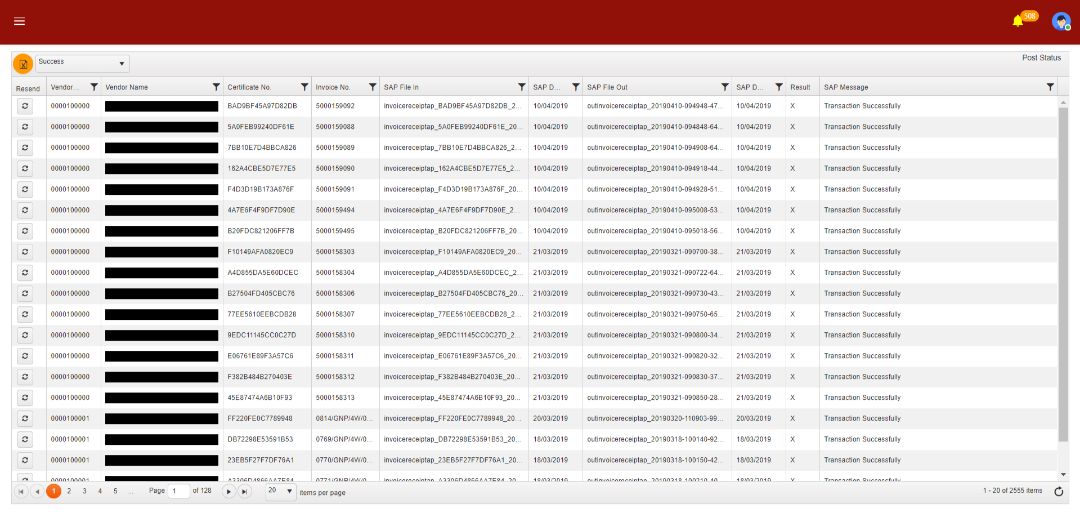 508
Success
Post Status
Resend Vendor... Vendor Name Certificate No. Invoice No. SAP File In SAP D... SAP File Out SAP D... Result SAP Message
0000100000 BAD9BF45A97D82DB 5000159092 invoicereceiptap_BAD9BF45A97D82DB_2... 10/04/2019 outinvoicereceiptap_20190410-094948-47... 10/04/2019 X Transaction Successfully
0000100000 5A0FEB99240DF61E 5000159088 invoicereceiptap_5A0FEB99240DF61E_20... 10/04/2019 outinvoicereceiptap_20190410-094848-64... 10/04/2019 X Transaction Successfully
0000100000 7BB10E7D4BBCA826 5000159089 invoicereceiptap_7BB10E7D4BBCA826_2... 10/04/2019 outinvoicereceiptap_20190410-094908-64... 10/04/2019 X Transaction Successfully
0000100000 162A4CBE5D7E77E5 5000159090 invoicereceiptap_162A4CBE5D7E77E5_2... 10/04/2019 outinvoicereceiptap_20190410-094918-44... 10/04/2019 X Transaction Successfully
0000100000 F4D3D19B173A876F 5000159091 invoicereceiptap_F4D3D19B173A876F_20... 10/04/2019 outinvoicereceiptap_20190410-094928-51... 10/04/2019 X Transaction Successfully
0000100000 4A7E6F4F9DF7D90E 5000159494 invoicereceiptap_4A7E6F4F9DF7D90E_2... 10/04/2019 outinvoicereceiptap_20190410-095008-53... 10/04/2019 X Transaction Successfully
0000100000 B20FDC821206FF7B 5000159495 invoicereceiptap_B20FDC821206FF7B_2... 10/04/2019 outinvoicereceiptap_20190410-095018-56... 10/04/2019 X Transaction Successfully
0000100000 F10149AFA0820EC9 5000158303 invoicereceiptap_F10149AFA0820EC9_20... 21/03/2019 outinvoicereceiptap_20190321-090700-38... 21/03/2019 X Transaction Successfully
0000100000 A4D855DA5E60DCEC 5000158304 invoicereceiptap_A4D855DA5E60DCEC_2... 21/03/2019 outinvoicereceiptap_20190321-090722-64... 21/03/2019 X Transaction Successfully
0000100000 B27504FD405CBC76 5000158306 invoicereceiptap_B27504FD405CBC76_20... 21/03/2019 outinvoicereceiptap_20190321-090730-43... 21/03/2019 X Transaction Successfully
0000100000 77EE5610EEBCDB28 5000158307 invoicereceiptap_77EE5610EEBCDB28_2... 21/03/2019 outinvoicereceiptap_20190321-090750-65... 21/03/2019 X Transaction Successfully
0000100000 9EDC11145CC0C27D 5000158310 invoicereceiptap_9EDC11145CC0C27D_2... 21/03/2019 outinvoicereceiptap_20190321-090800-34... 21/03/2019 X Transaction Successfully
0000100000 E06761E89F3A57C6 5000158311 invoicereceiptap_E06761E89F3A57C6_20... 21/03/2019 outinvoicereceiptap_20190321-090820-32... 21/03/2019 X Transaction Successfully
0000100000 F382B484B270403E 5000158312 invoicereceiptap_F382B484B270403E_20... 21/03/2019 outinvoicereceiptap_20190321-090830-37... 21/03/2019 X Transaction Successfully
0000100000 45E87474A6B10F93 5000158313 invoicereceiptap_45E87474A6B10F93_20... 21/03/2019 outinvoicereceiptap_20190321-090850-28... 21/03/2019 X Transaction Successfully
0000100001 FF220FE0C7789948 0814/GNP/4W/0... invoicereceiptap_FF220FE0C7789948_20... 20/03/2019 outinvoicereceiptap_20190320-110903-99... 20/03/2019 X Transaction Successfully
0000100001 DB72298E53591B53 0769/GNP/4W/0... invoicereceiptap_DB72298E53591B53_20... 18/03/2019 outinvoicereceiptap_20190318-100140-92... 18/03/2019 X Transaction Successfully
0000100001 23EB5F27F7DF76A1 0770/GNP/4W/0... invoicereceiptap_23EB5F27F7DF76A1_20... 18/03/2019 outinvoicereceiptap_20190318-100150-42... 18/03/2019 X Transaction Successfully
1 2 3 4 5 ... Page 1 of 128 20 items per page 1 - 20 of 2555 items